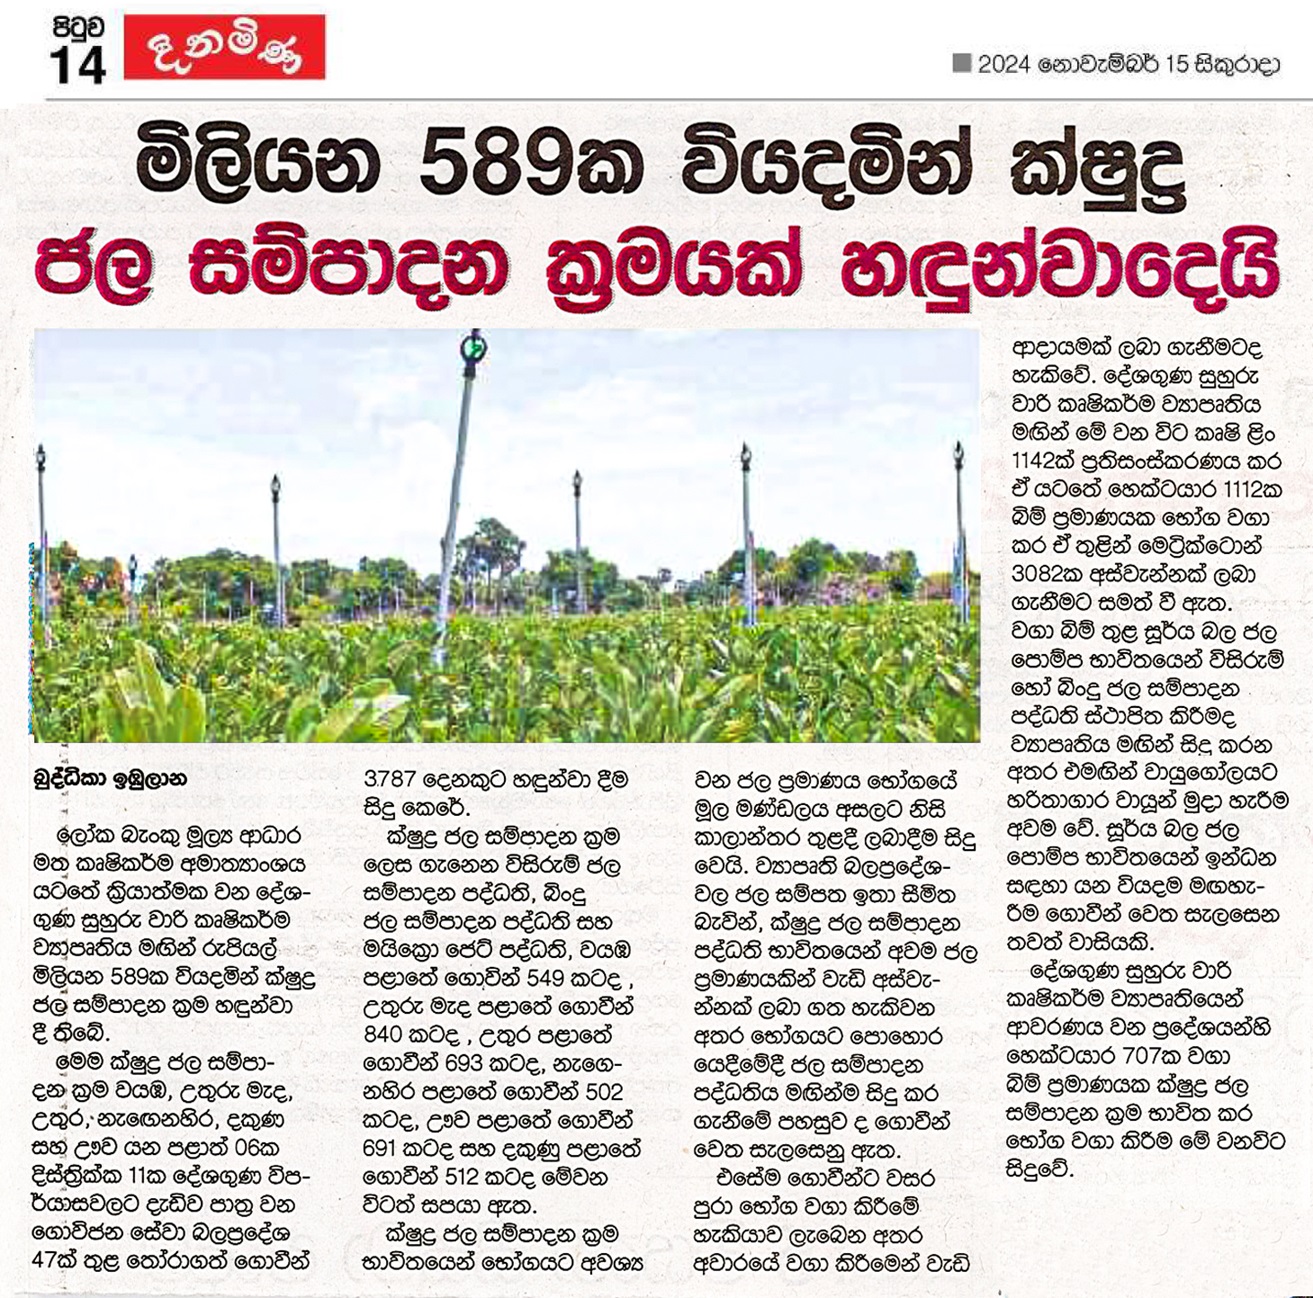 පිටුව
14
දිනමිණ
2024 නොවැම්බර් 15 සිකුරාදා
මිලියන 589ක වියදමින් ක්ෂුද්‍ර
ජල සම්පාදන ක්‍රමයක් හඳුන්වාදෙයි
බුද්ධිකා ඉඹුලාන
ලෝක බැංකු මූල්‍ය ආධාර
මත කෘෂිකර්ම අමාත්‍යාංශය
යටතේ ක්‍රියාත්මක වන දේශ-
ගුණ සුහුරු වාරි කෘෂිකර්ම
ව්‍යාපෘතිය මඟින් රුපියල්
මිලියන 589ක වියදමින් ක්ෂුද්‍ර
ජල සම්පාදන ක්‍රම හඳුන්වා
දී තිබේ.
මෙම ක්ෂුද්‍ර ජල සම්පා-
දන ක්‍රම වයඹ, උතුරු මැද,
උතුර, නැඟෙනහිර, දකුණ
සහ ඌව යන පළාත් 06ක
දිස්ත්‍රික්ක 11ක දේශගුණ විප-
ර්යාසවලට දැඩිව පාත්‍ර වන
ගොවිජන සේවා බලප්‍රදේශ
47ක් තුළ තෝරාගත් ගොවීන්
3787 දෙනකුට හඳුන්වා දීම
සිදු කෙරේ.
ක්ෂුද්‍ර ජල සම්පාදන ක්‍රම
ලෙස ගැනෙන විසිරුම් ජල
සම්පාදන පද්ධති, බිංදු
ජල සම්පාදන පද්ධති සහ
මයික්‍රො ජෙට් පද්ධති, වයඹ
පළාතේ ගොවින් 549 කටද ,
උතුරු මැද පළාතේ ගොවීන්
840 කටද , උතුර පළාතේ
ගොවීන් 693 කටද, නැගෙ-
නහිර පළාතේ ගොවීන් 502
කටද, ඌව පළාතේ ගොවීන්
691 කටද සහ දකුණු පළාතේ
ගොවීන් 512 කටද මේවන
විටත් සපයා ඇත.
ක්ෂුද්‍ර ජල සම්පාදන ක්‍රම
භාවිතයෙන් භෝගයට අවශ්‍ය
වන ජල ප්‍රමාණය භෝගයේ
මූල මණ්ඩලය අසලට නිසි
කාලාන්තර තුළදී ලබාදීම සිදු
වෙයි. ව්‍යාපෘති බලප්‍රදේශ-
වල ජල සම්පත ඉතා සීමිත
බැවින්, ක්ෂුද්‍ර ජල සම්පාදන
පද්ධති භාවිතයෙන් අවම ජල
ප්‍රමාණයකින් වැඩි අස්වැ-
න්නක් ලබා ගත හැකිවන
අතර භෝගයට පොහොර
යෙදීමේදී ජල සම්පාදන
පද්ධතිය මඟින්ම සිදු කර
ගැනීමේ පහසුව ද ගොවීන්
වෙත සැලසෙනු ඇත.
එසේම ගොවීන්ට වසර
පුරා භෝග වගා කිරීමේ
හැකියාව ලැබෙන අතර
අවාරයේ වගා කිරීමෙන් වැඩි
ආදායමක් ලබා ගැනීමටද
හැකිවේ. දේශගුණ සුහුරු
වාරි කෘෂිකර්ම ව්‍යාපෘතිය
මඟින් මේ වන විට කෘෂි ළිං
1142ක් ප්‍රතිසංස්කරණය කර
ඒ යටතේ හෙක්ටයාර 1112ක
බිම් ප්‍රමාණයක භෝග වගා
කර ඒ තුළින් මෙට්‍රික්ටොන්
3082ක අස්වැන්නක් ලබා
ගැනීමට සමත් වී ඇත.
වගා බිම් තුළ සූර්ය බල ජල
පොම්ප භාවිතයෙන් විසිරුම්
හෝ බිංදු ජල සම්පාදන
පද්ධති ස්ථාපිත කිරීමද
ව්‍යාපෘතිය මඟින් සිදු කරන
අතර එමඟින් වායුගෝලයට
හරිතාගාර වායූන් මුදා හැරීම
අවම වේ. සූර්ය බල ජල
පොම්ප භාවිතයෙන් ඉන්ධන
සඳහා යන වියදම මඟහැ-
රීම ගොවීන් වෙත සැලසෙන
තවත් වාසියකි.
දේශගුණ සුහුරු වාරි
කෘෂිකර්ම ව්‍යාපෘතියෙන්
ආවරණය වන ප්‍රදේශයන්හි
හෙක්ටයාර 707ක වගා
බිම් ප්‍රමාණයක ක්ෂුද්‍ර ජල
සම්පාදන ක්‍රම භාවිත කර
භෝග වගා කිරීම මේ වනවිට
සිදුවේ.